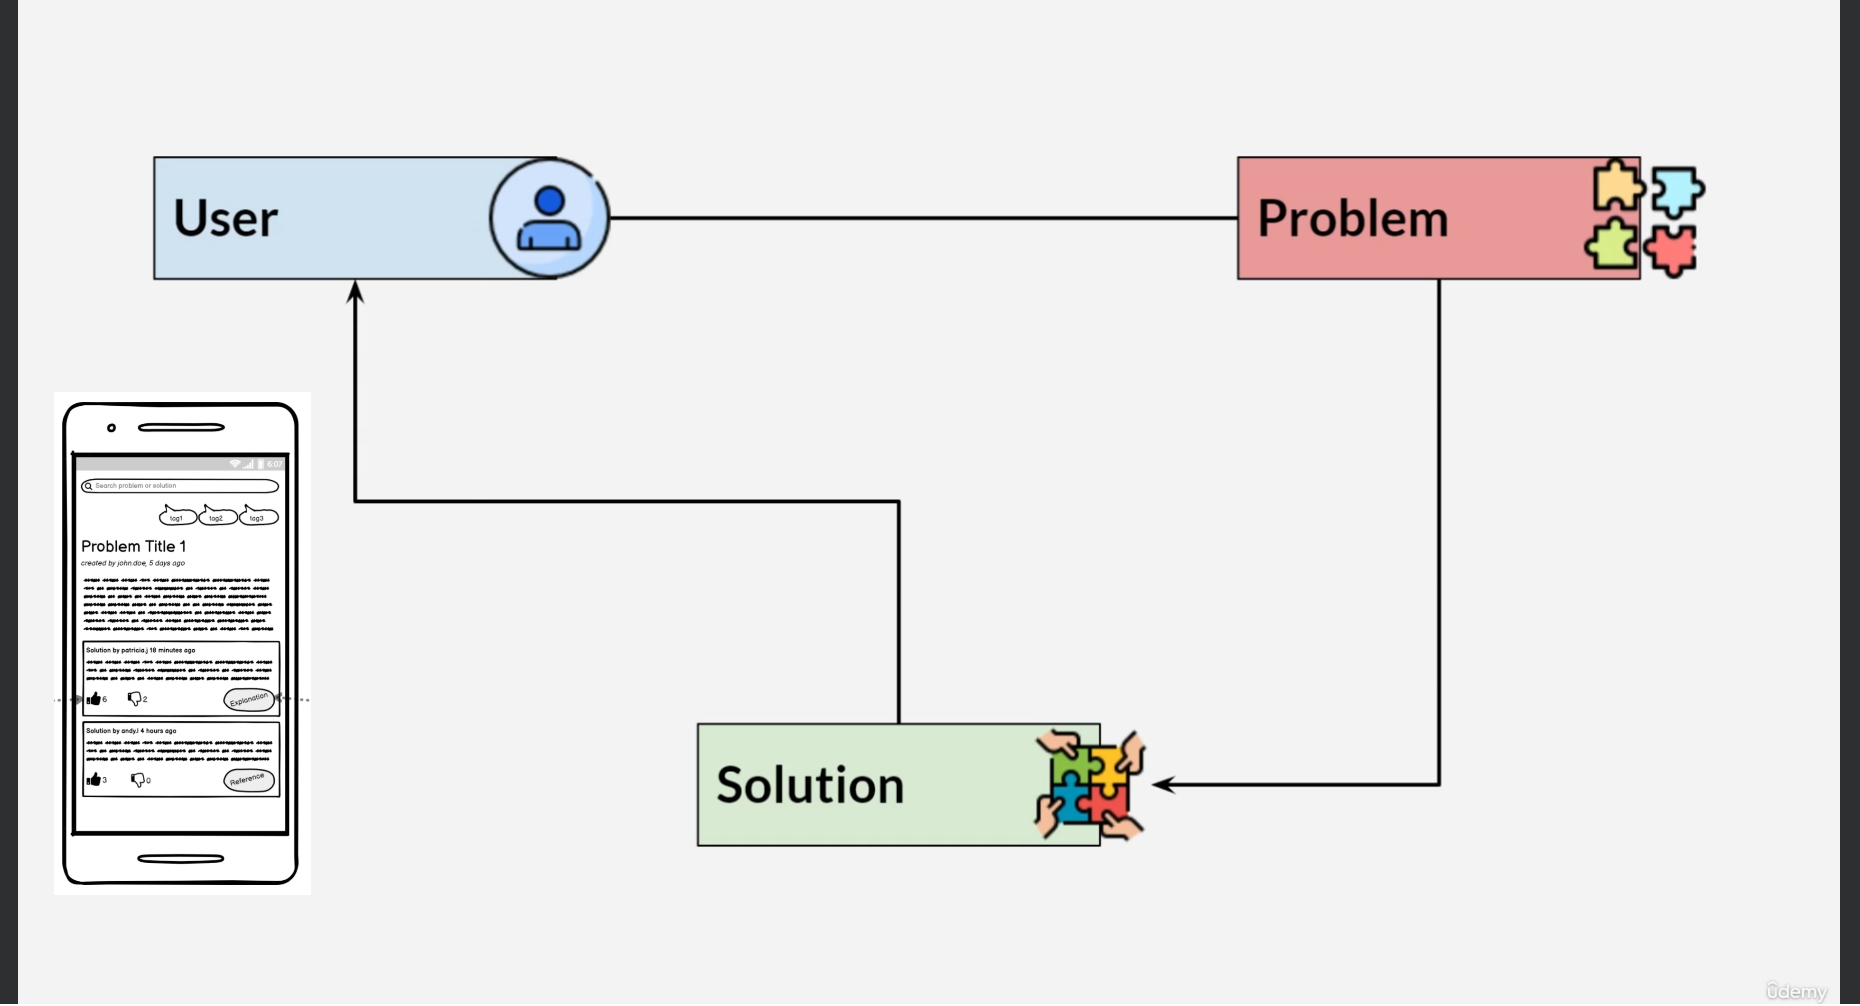 User
Problem
6:07
Search problem or solution
tag1 tag2 tag3
Problem Title 1
created by john.doe, 5 days ago
Solution by patricia.j 18 minutes ago
6 2 Explanation
Solution by andy.l 4 hours ago
3 0 Reference
Solution
ûdemy